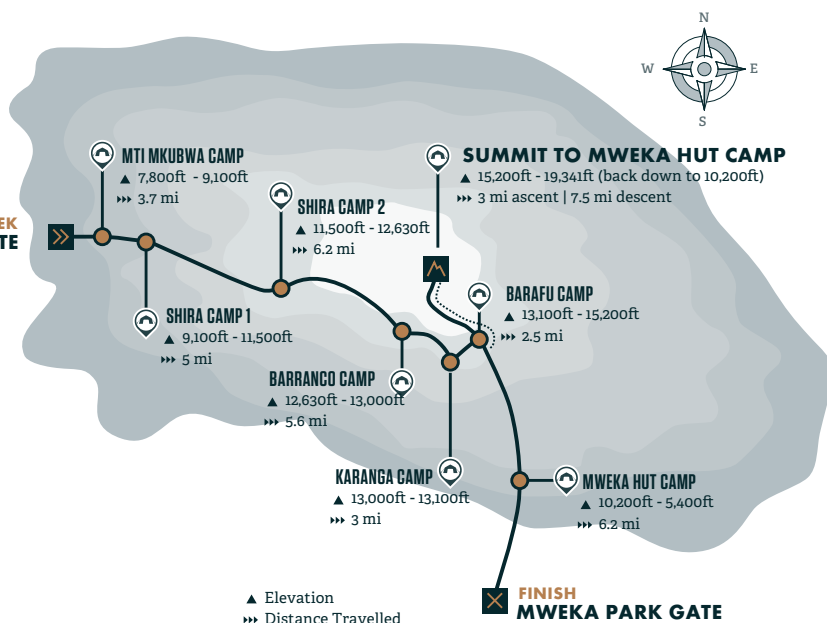 N
W E
S
MTI MKUBWA CAMP
7,800ft - 9,100ft
3.7 mi
SUMMIT TO MWEKA HUT CAMP
15,200ft - 19,341ft (back down to 10,200ft)
3 mi ascent | 7.5 mi descent
SHIRA CAMP 2
11,500ft - 12,630ft
6.2 mi
EK
TE
SHIRA CAMP 1
9,100ft - 11,500ft
5 mi
BARAFU CAMP
13,100ft - 15,200ft
2.5 mi
BARRANCO CAMP
12,630ft - 13,000ft
5.6 mi
KARANGA CAMP
13,000ft - 13,100ft
3 mi
MWEKA HUT CAMP
10,200ft - 5,400ft
6.2 mi
FINISH
MWEKA PARK GATE
Elevation
Distance Travelled